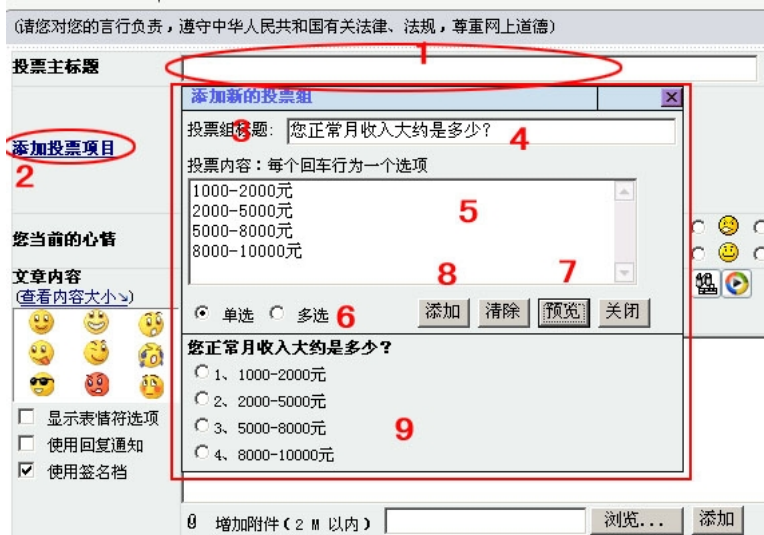 (请您对您的言行负责，遵守中华人民共和国有关法律、法规，尊重网上道德)
投票主标题
1
添加新的投票组
投票组标题: 您正常月收入大约是多少?
3
4
添加投票项目
2
投票内容：每个回车行为一个选项
1000-2000元
2000-5000元
5000-8000元
8000-10000元
5
您当前的心情
8
7
文章内容
(查看内容大小↘)
单选 多选 6 添加 清除 预览 关闭
您正常月收入大约是多少?
1、1000-2000元
2、2000-5000元
3、5000-8000元
4、8000-10000元
9
显示表情符选项
使用回复通知
使用签名档
增加附件(2 M 以内) 浏览... 添加